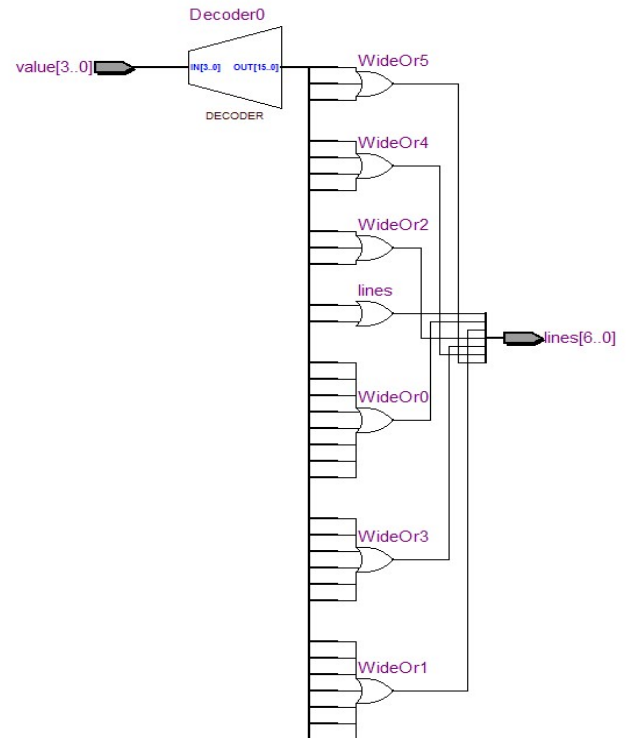 Decoder0
value[3..0]
IN[3..0] OUT[15..0]
DECODER
WideOr5
WideOr4
WideOr2
lines
lines[6..0]
WideOr0
WideOr3
WideOr1